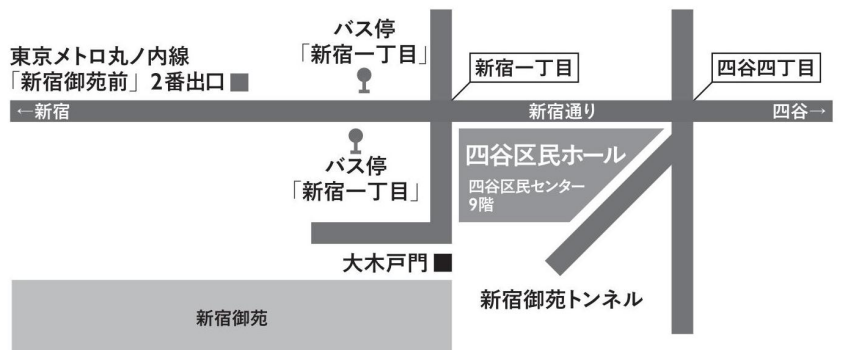 バス停
「新宿一丁目」
東京メトロ丸ノ内線
「新宿御苑前」2番出口
新宿一丁目
四谷四丁目
←新宿
新宿通り
四谷→
バス停
「新宿一丁目」
四谷区民ホール
四谷区民センター
9階
大木戸門
新宿御苑トンネル
新宿御苑